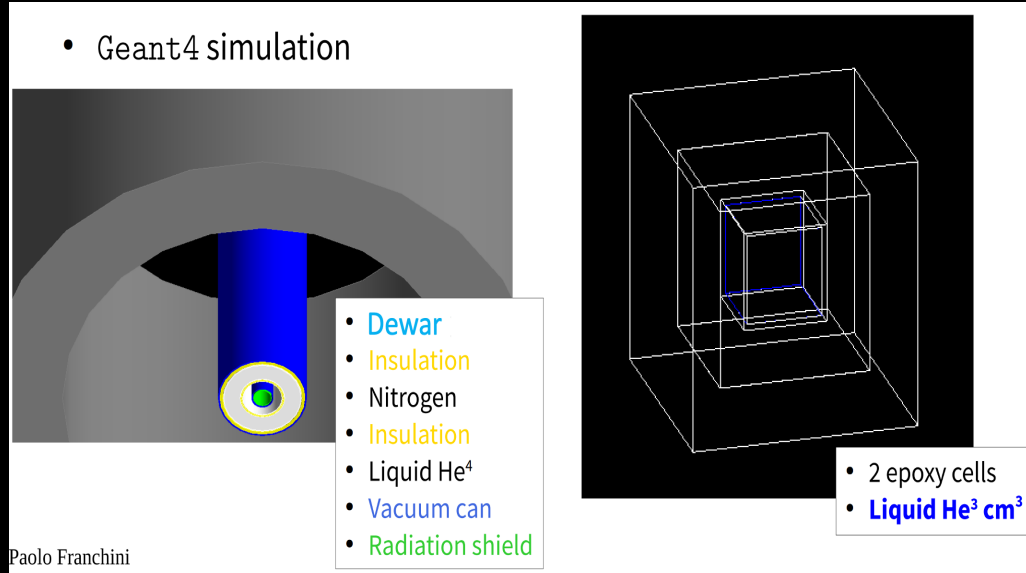 • Geant4 simulation
• Dewar
• Insulation
• Nitrogen
• Insulation
• Liquid He⁴
• Vacuum can
• Radiation shield
• 2 epoxy cells
• Liquid He³ cm³
Paolo Franchini